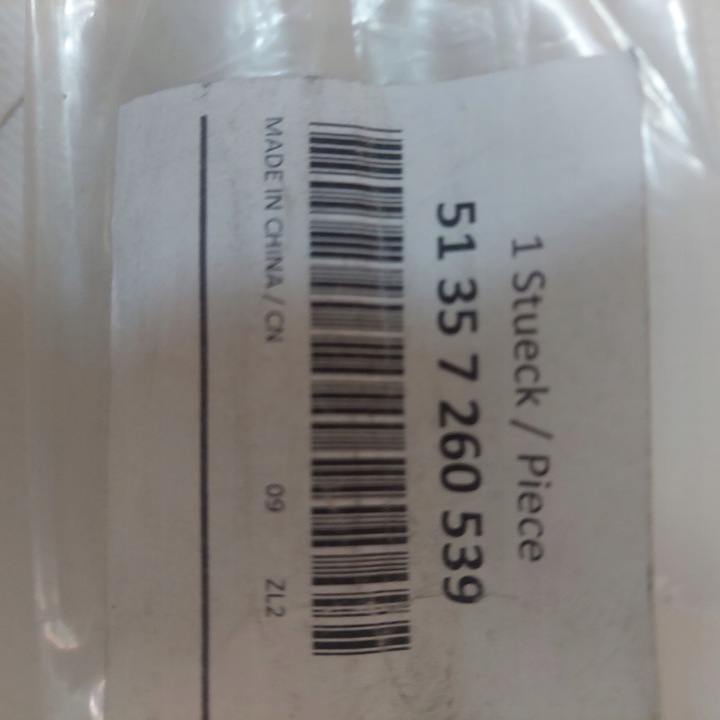 1 Stueck / Piece
51 35 7 260 539
MADE IN CHINA / CN 09 ZL2